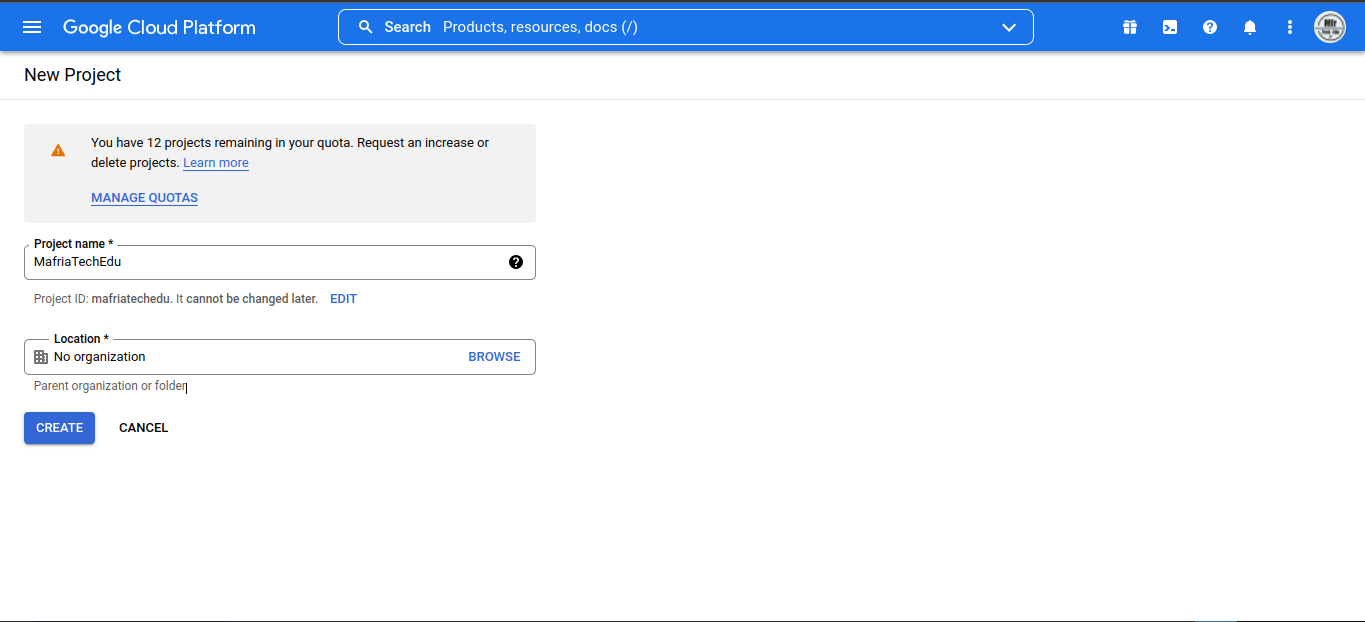 Google Cloud Platform
Search Products, resources, docs (/)
New Project
You have 12 projects remaining in your quota. Request an increase or
delete projects. Learn more
MANAGE QUOTAS
Project name *
MafriaTechEdu
Project ID: mafriatechedu. It cannot be changed later. EDIT
Location *
No organization BROWSE
Parent organization or folder
CREATE CANCEL